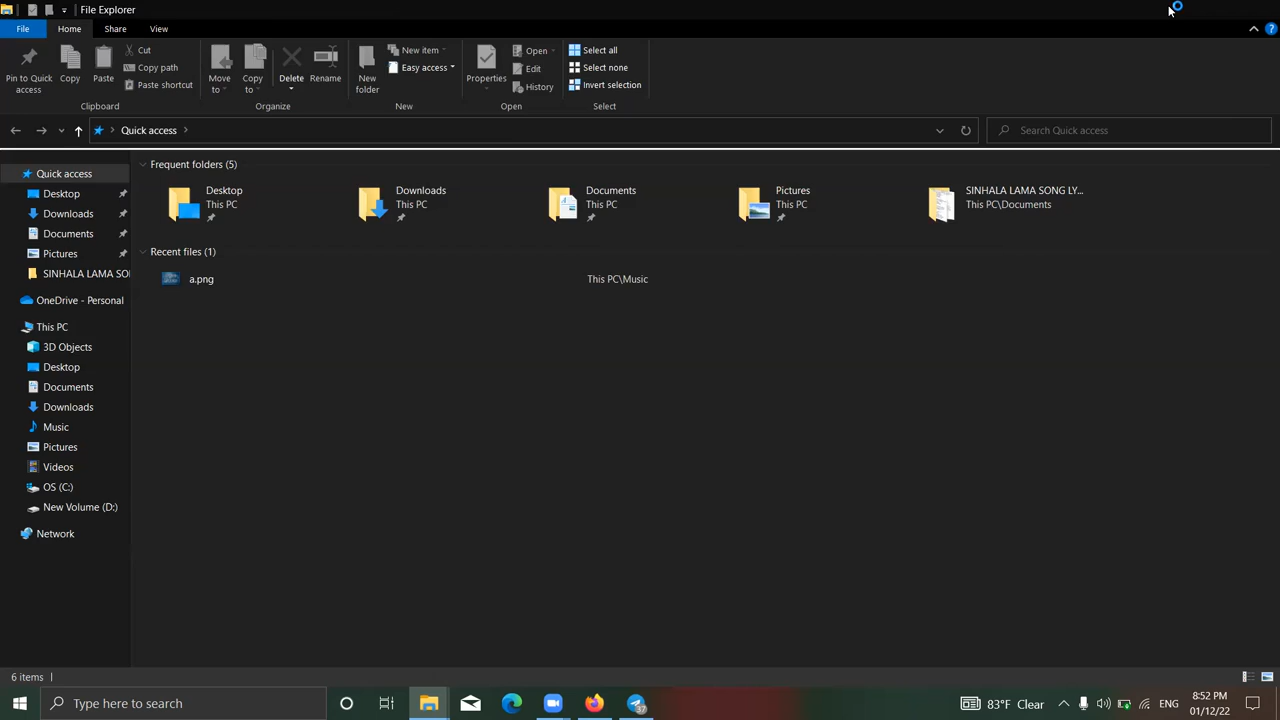 File Explorer
File Home Share View
Pin to Quick access
Copy
Paste
Cut
Copy path
Paste shortcut
Clipboard
Move to
Copy to
Delete
Rename
Organize
New folder
New item
Easy access
New
Properties
Open
Edit
History
Open
Select all
Select none
Invert selection
Select
Quick access
Search Quick access
Quick access
Desktop
Downloads
Documents
Pictures
SINHALA LAMA SO
OneDrive - Personal
This PC
3D Objects
Desktop
Documents
Downloads
Music
Pictures
Videos
OS (C:)
New Volume (D:)
Network
Frequent folders (5)
Desktop
This PC
Downloads
This PC
Documents
This PC
Pictures
This PC
SINHALA LAMA SONG LY...
This PC\Documents
Recent files (1)
a.png This PC\Music
6 items
Type here to search
83°F Clear
ENG
8:52 PM
01/12/22